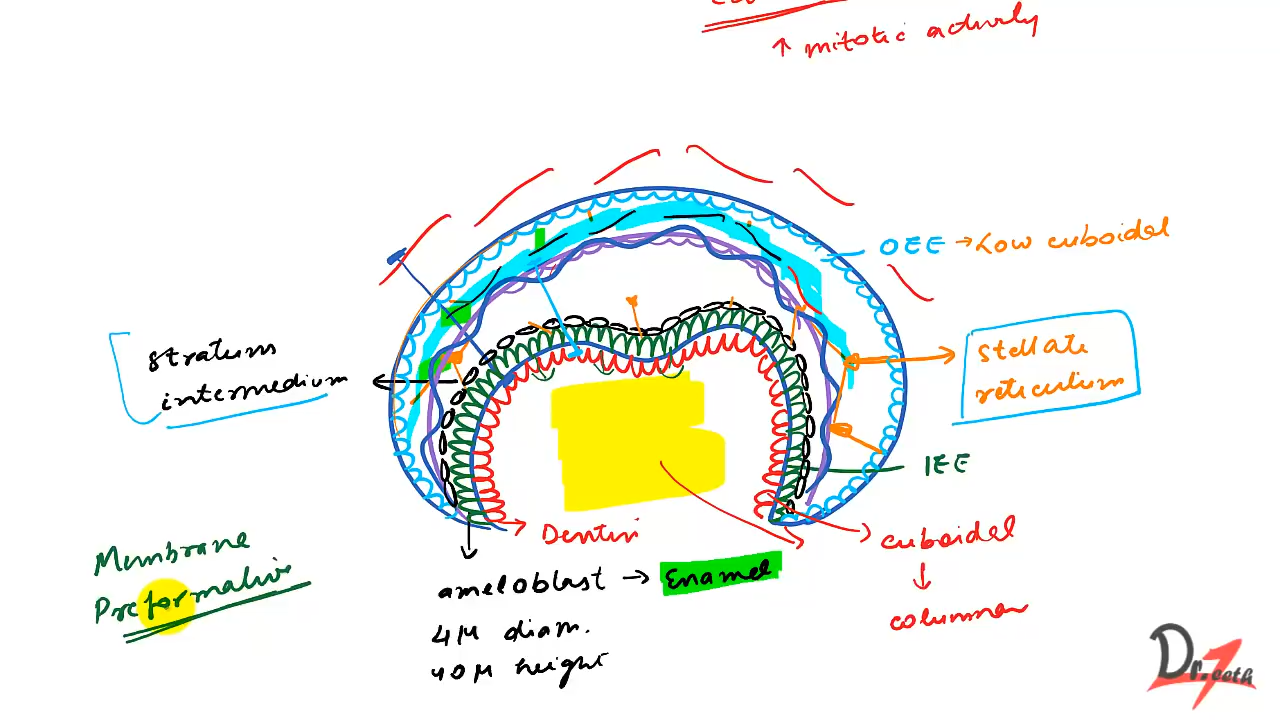 ↑ mitotic activity
OEE → Low cuboidal
stratum
intermedium
stellate
reticulum
IEE
Membrane
Preformative
Dentin
cuboidal
↓
columnar
ameloblast → Enamel
4μ diam.
40μ height
Dr.Teeth